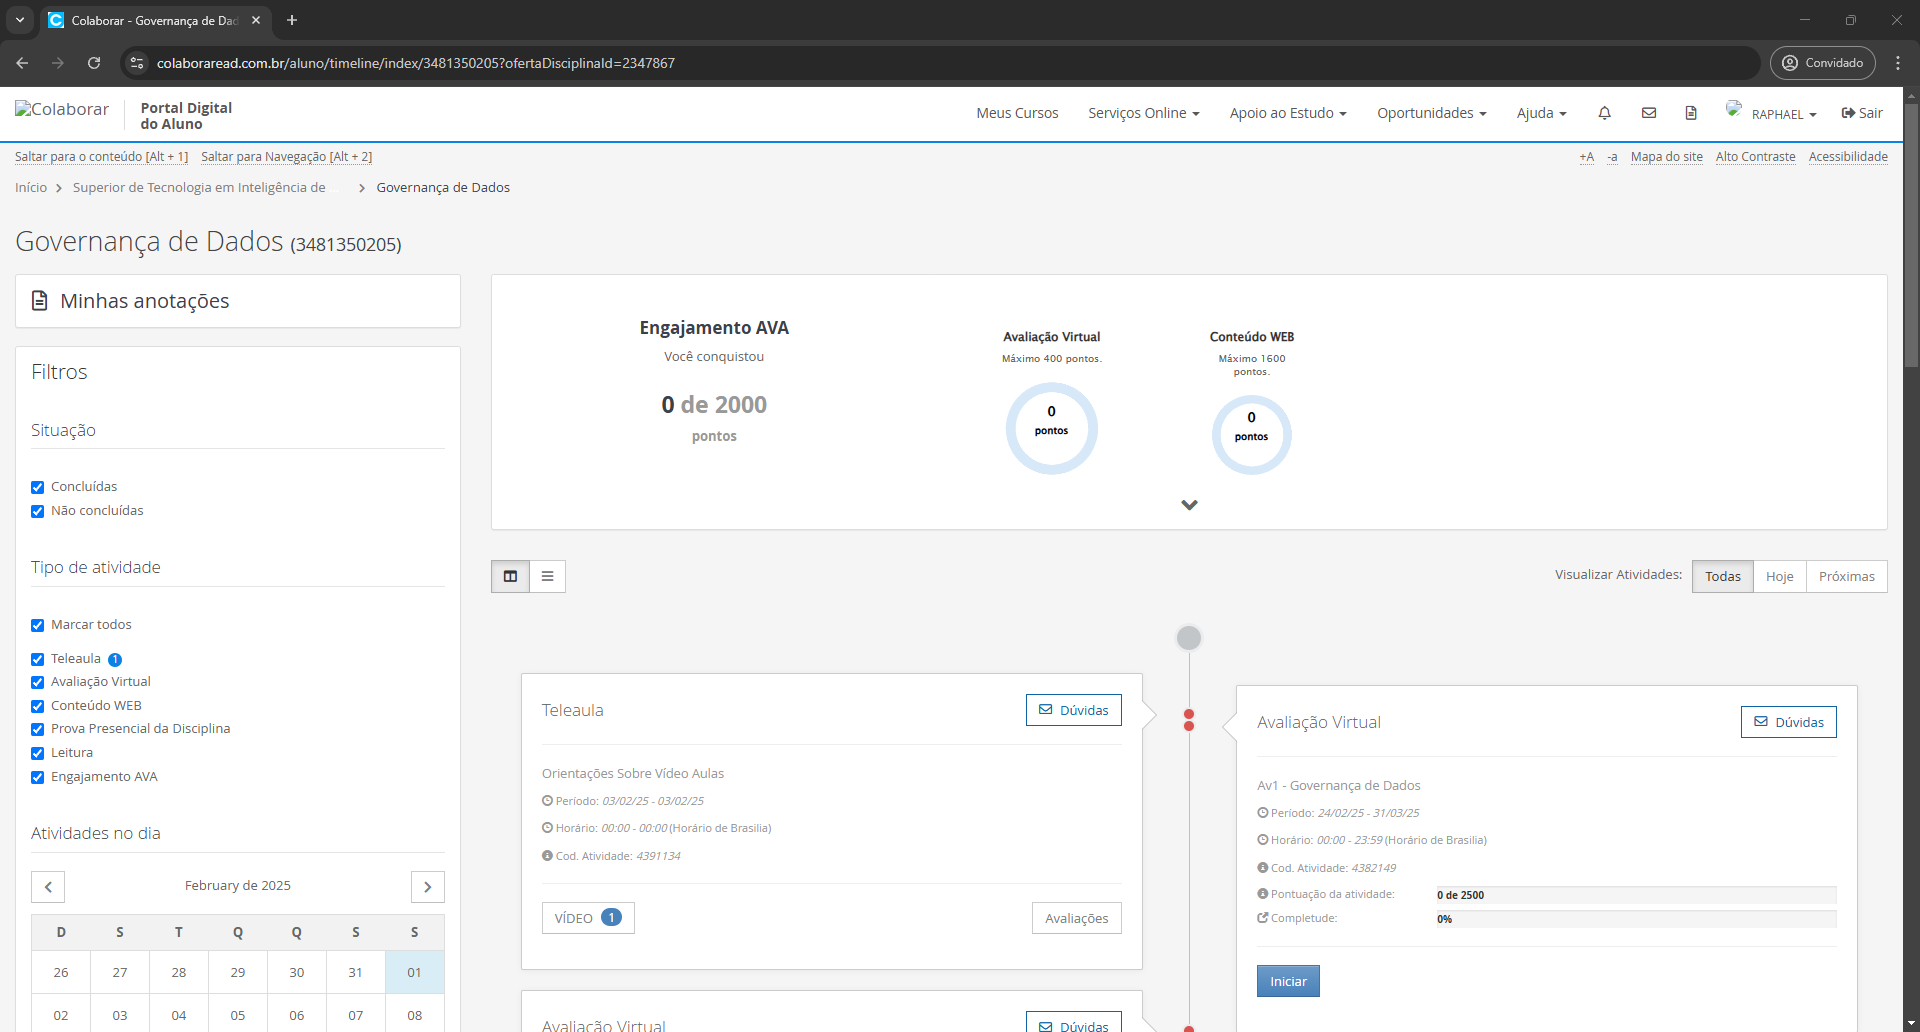 Colaborar - Governança de Dad
colaboraread.com.br/aluno/timeline/index/3481350205?ofertaDisciplinaId=2347867
Convidado
Colaborar
Portal Digital
do Aluno
Meus Cursos
Serviços Online
Apoio ao Estudo
Oportunidades
Ajuda
RAPHAEL
Sair
Saltar para o conteúdo [Alt + 1]
Saltar para Navegação [Alt + 2]
+A
-a
Mapa do site
Alto Contraste
Acessibilidade
Início
Superior de Tecnologia em Inteligência de
Governança de Dados
Governança de Dados (3481350205)
Minhas anotações
Filtros
Situação
Concluídas
Não concluídas
Tipo de atividade
Marcar todos
Teleaula 1
Avaliação Virtual
Conteúdo WEB
Prova Presencial da Disciplina
Leitura
Engajamento AVA
Atividades no dia
February de 2025
D S T Q Q S S
26 27 28 29 30 31 01
02 03 04 05 06 07 08
Engajamento AVA
Você conquistou
0 de 2000
pontos
Avaliação Virtual
Máximo 400 pontos.
0
pontos
Conteúdo WEB
Máximo 1600
pontos.
0
pontos
Visualizar Atividades:
Todas
Hoje
Próximas
Teleaula
Dúvidas
Orientações Sobre Vídeo Aulas
Período: 03/02/25 - 03/02/25
Horário: 00:00 - 00:00 (Horário de Brasilia)
Cod. Atividade: 4391134
VÍDEO 1
Avaliações
Avaliação Virtual
Dúvidas
Avaliação Virtual
Dúvidas
Av1 - Governança de Dados
Período: 24/02/25 - 31/03/25
Horário: 00:00 - 23:59 (Horário de Brasilia)
Cod. Atividade: 4382149
Pontuação da atividade: 0 de 2500
Completude: 0%
Iniciar